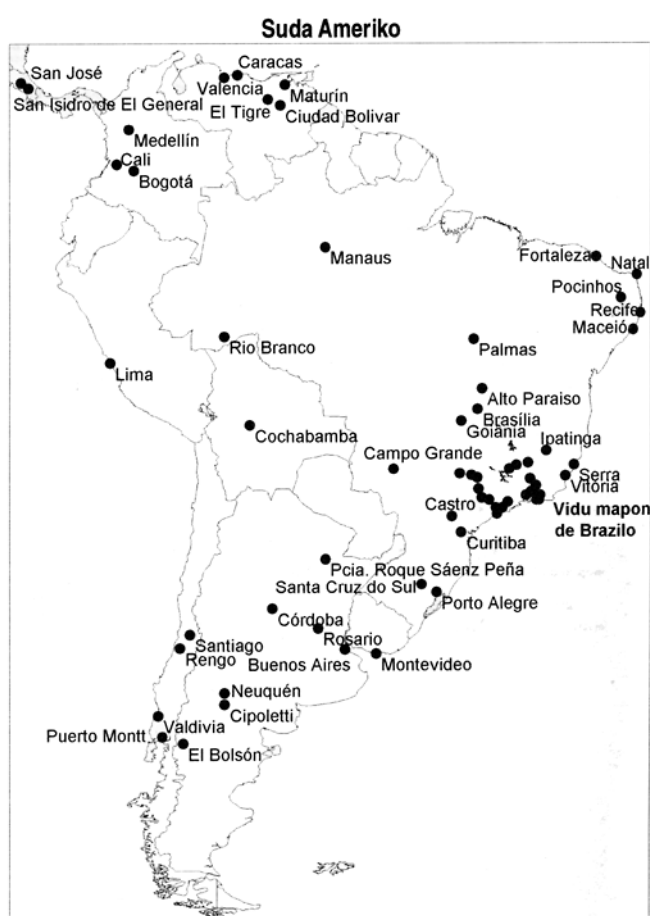 Suda Ameriko
Caracas
San José
Valencia
Maturín
San Isidro de El General
El Tigre
Ciudad Bolivar
Medellín
Cali
Bogotá
Manaus
Fortaleza
Natal
Pocinhos
Recife
Maceió
Rio Branco
Palmas
Lima
Alto Paraiso
Brasília
Goiânia
Cochabamba
Ipatinga
Campo Grande
Serra
Vitória
Castro
Vidu mapon
de Brazilo
Curitiba
Pcia. Roque Sáenz Peña
Santa Cruz do Sul
Porto Alegre
Córdoba
Rosario
Santiago
Rengo
Buenos Aires
Montevideo
Neuquén
Cipoletti
Valdivia
Puerto Montt
El Bolsón